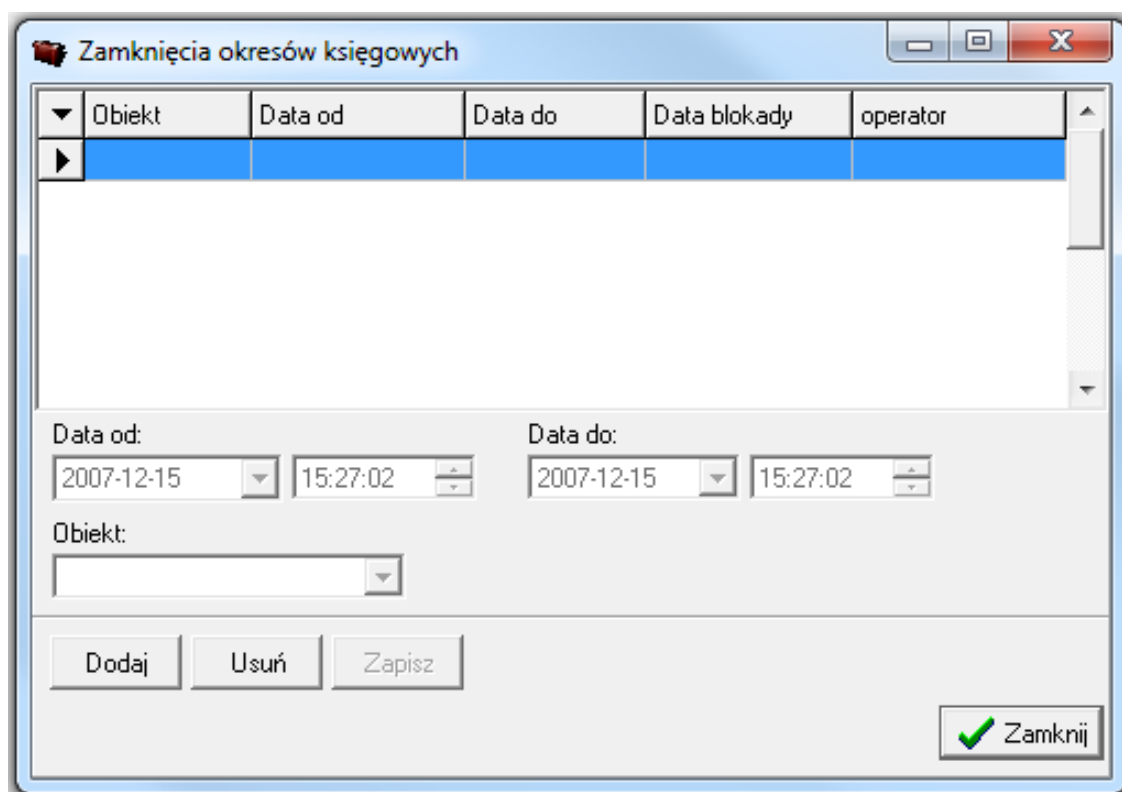 Zamknięcia okresów księgowych
Obiekt Data od Data do Data blokady operator
Data od: Data do:
2007-12-15 15:27:02 2007-12-15 15:27:02
Obiekt:
Dodaj Usuń Zapisz
Zamknij